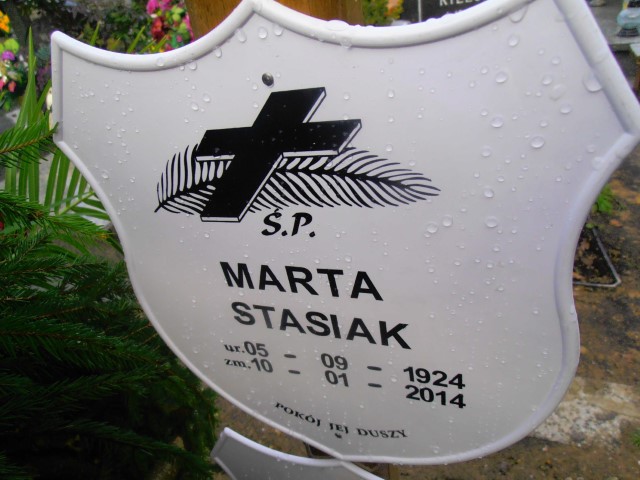 Ś.P.
MARTA
STASIAK
ur.05 - 09 - 1924
zm.10 - 01 - 2014
POKÓJ JEJ DUSZY